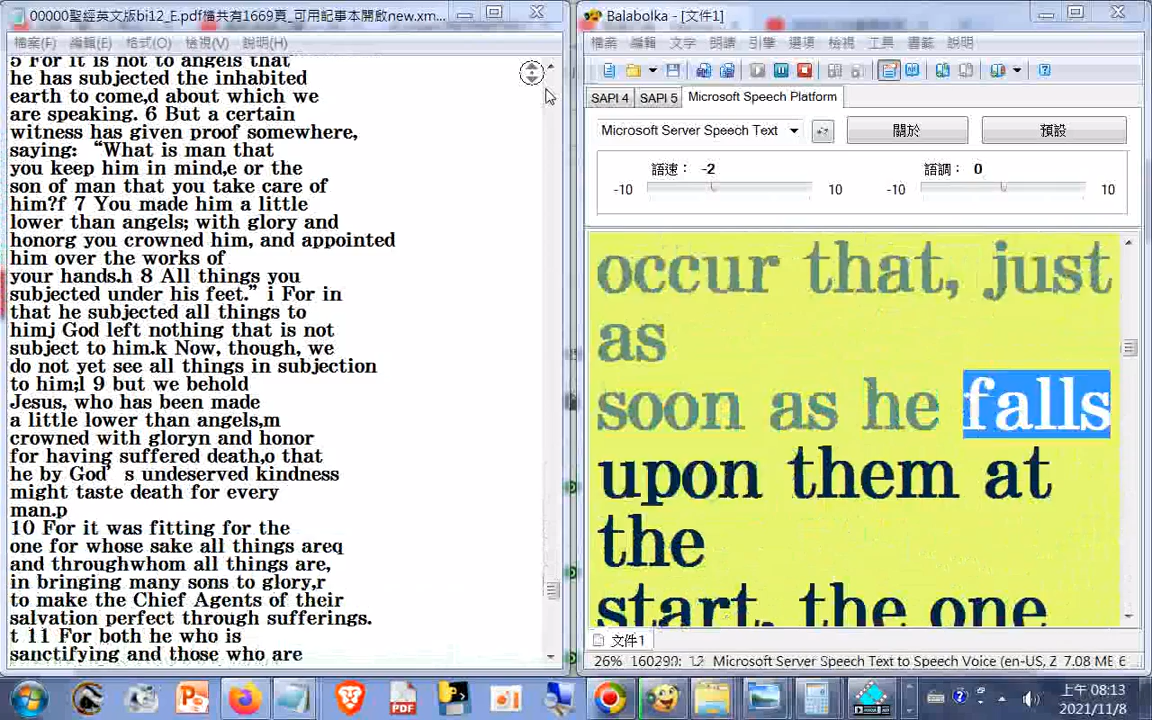 00000聖經英文版bi12_E.pdf檔共有1669頁_可用記事本開啟new.xm...
檔案(F) 編輯(E) 格式(O) 檢視(V) 說明(H)
5 For it is not to angels that
he has subjected the inhabited
earth to come,d about which we
are speaking. 6 But a certain
witness has given proof somewhere,
saying: “What is man that
you keep him in mind,e or the
son of man that you take care of
him?f 7 You made him a little
lower than angels; with glory and
honorg you crowned him, and appointed
him over the works of
your hands.h 8 All things you
subjected under his feet.” i For in
that he subjected all things to
himj God left nothing that is not
subject to him.k Now, though, we
do not yet see all things in subjection
to him;l 9 but we behold
Jesus, who has been made
a little lower than angels,m
crowned with gloryn and honor
for having suffered death,o that
he by God’s undeserved kindness
might taste death for every
man.p
10 For it was fitting for the
one for whose sake all things areq
and throughwhom all things are,
in bringing many sons to glory,r
to make the Chief Agents of their
salvation perfect through sufferings.
t 11 For both he who is
sanctifying and those who are
Balabolka - [文件1]
檔案 編輯 文字 朗讀 引擎 選項 檢視 工具 書籤 說明
SAPI 4 SAPI 5 Microsoft Speech Platform
Microsoft Server Speech Text 關於 預設
語速： -2 語調： 0
-10 10 -10 10
occur that, just
as
soon as he falls
upon them at
the
start, the one
文件1
26% 160290: 12 Microsoft Server Speech Text to Speech Voice (en-US, Z 7.08 MB 6
上午 08:13
2021/11/8